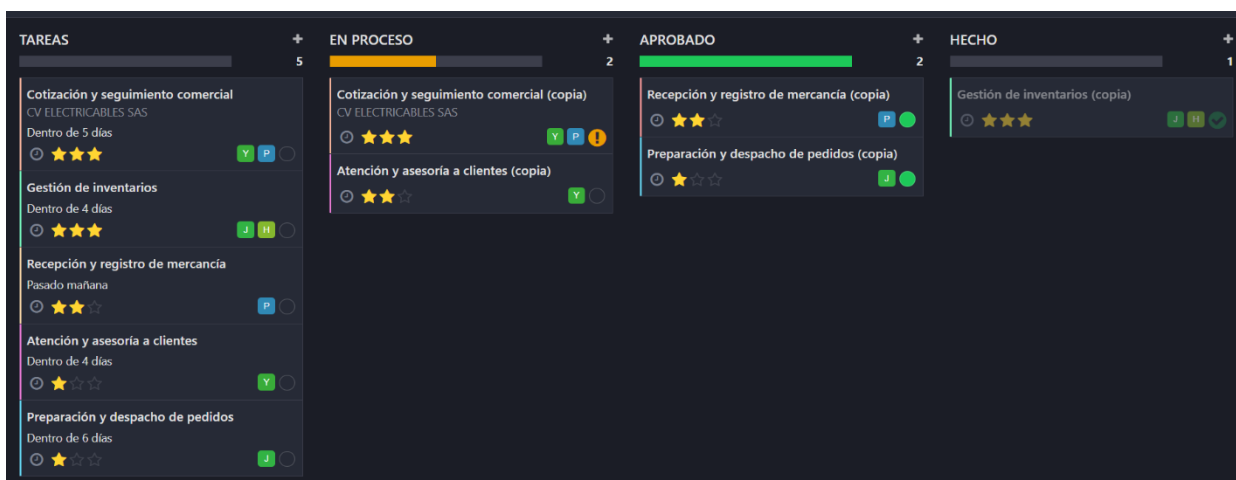 TAREAS +
5
Cotización y seguimiento comercial
CV ELECTRICABLES SAS
Dentro de 5 días
Y P
Gestión de inventarios
Dentro de 4 días
J H
Recepción y registro de mercancía
Pasado mañana
P
Atención y asesoría a clientes
Dentro de 4 días
Y
Preparación y despacho de pedidos
Dentro de 6 días
J
EN PROCESO +
2
Cotización y seguimiento comercial (copia)
CV ELECTRICABLES SAS
Y P !
Atención y asesoría a clientes (copia)
Y
APROBADO +
2
Recepción y registro de mercancía (copia)
P
Preparación y despacho de pedidos (copia)
J
HECHO +
1
Gestión de inventarios (copia)
J H